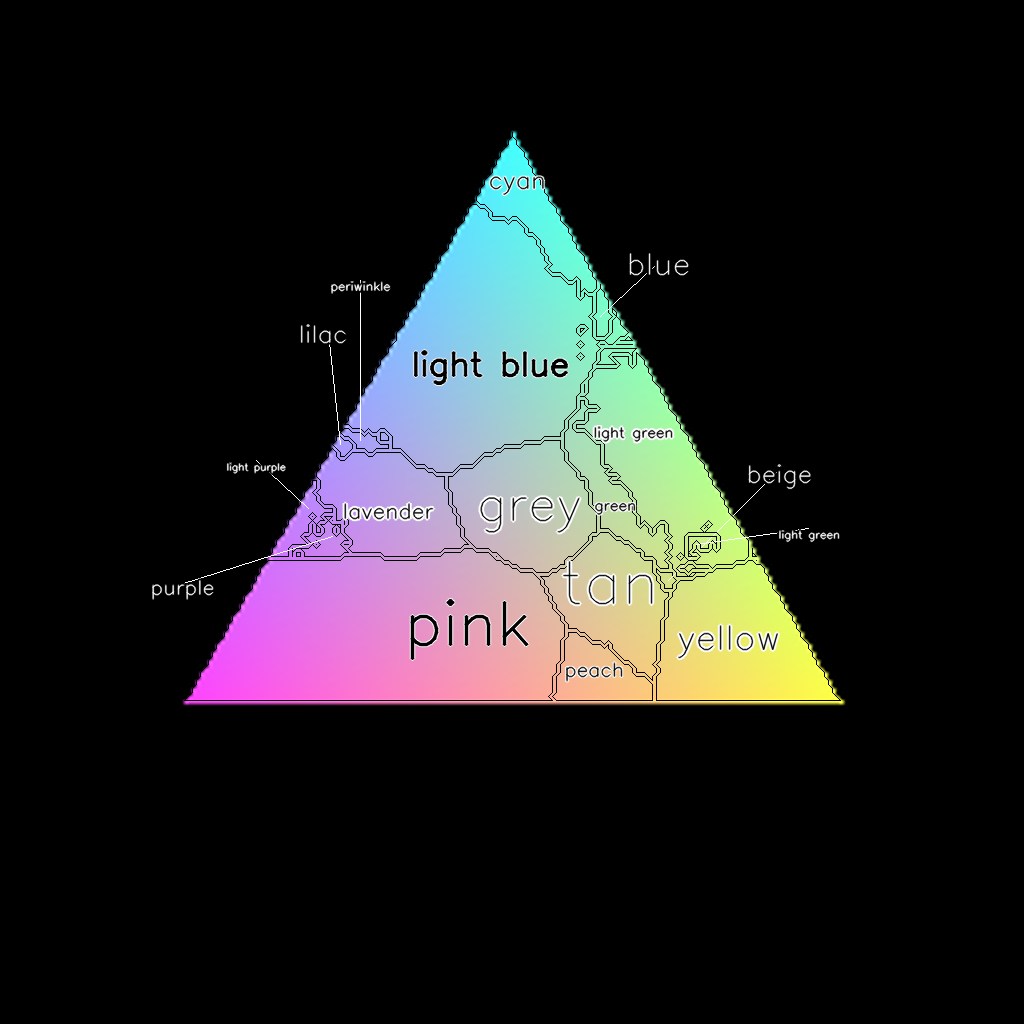 cyan
blue
periwinkle
lilac
light blue
light green
light purple
beige
lavender
grey
green
light green
purple
tan
pink
yellow
peach